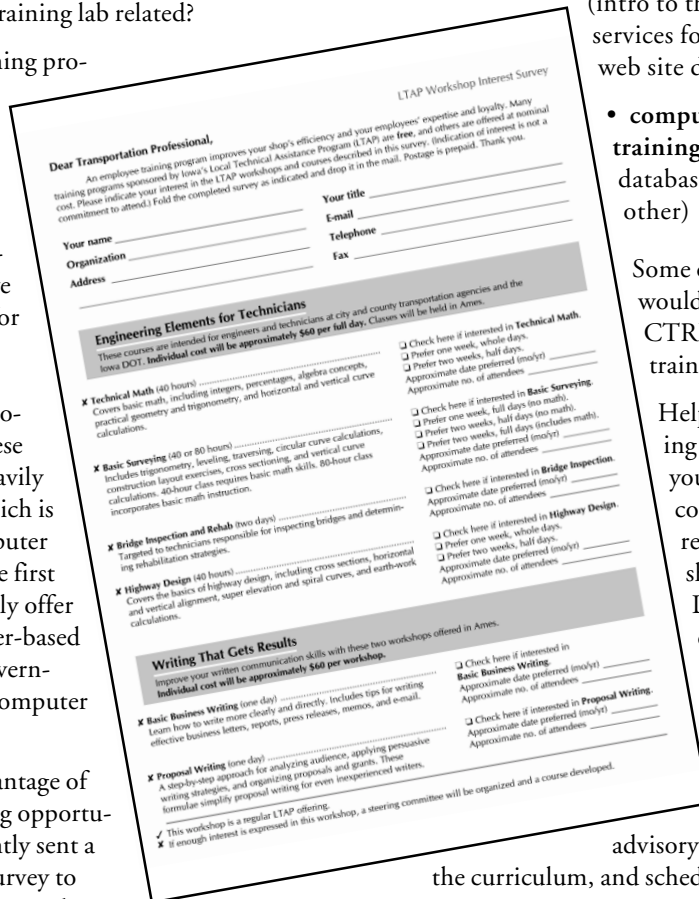 raining lab related?
ning pro-
-
e
or
o-
ese
avily
ich is
puter
e first
ly offer
er-based
vern-
omputer
antage of
g opportu-
ntly sent a
urvey to
LTAP Workshop Interest Survey
Dear Transportation Professional,
An employee training program improves your shop's efficiency and your employees' expertise and loyalty. Many
training programs sponsored by Iowa's Local Technical Assistance Program (LTAP) are free, and others are offered at nominal
cost. Please indicate your interest in the LTAP workshops and courses described in this survey. (Indication of interest is not a
commitment to attend.) Fold the completed survey as indicated and drop it in the mail. Postage is prepaid. Thank you.
Your name
Organization
Address
Your title
E-mail
Telephone
Fax
Engineering Elements for Technicians
These courses are intended for engineers and technicians at city and county transportation agencies and the
Iowa DOT. Individual cost will be approximately $60 per full day. Classes will be held in Ames.
✘ Technical Math (40 hours)
Covers basic math, including integers, percentages, algebra concepts,
practical geometry and trigonometry, and horizontal and vertical curve
calculations.
❑ Check here if interested in Technical Math.
❑ Prefer one week, whole days.
❑ Prefer two weeks, half days.
Approximate date preferred (mo/yr)
Approximate no. of attendees
✘ Basic Surveying (40 or 80 hours)
Includes trigonometry, leveling, traversing, circular curve calculations,
construction layout exercises, cross sectioning, and vertical curve
calculations. 40-hour class requires basic math skills. 80-hour class
incorporates basic math instruction.
❑ Check here if interested in Basic Surveying.
❑ Prefer one week, full days (no math).
❑ Prefer two weeks, half days (no math).
❑ Prefer two weeks, full days (includes math).
Approximate date preferred (mo/yr)
Approximate no. of attendees
✘ Bridge Inspection and Rehab (two days)
Targeted to technicians responsible for inspecting bridges and determin-
ing rehabilitation strategies.
❑ Check here if interested in Bridge Inspection.
Approximate date preferred (mo/yr)
Approximate no. of attendees
✘ Highway Design (40 hours)
Covers the basics of highway design, including cross sections, horizontal
and vertical alignment, super elevation and spiral curves, and earth-work
calculations.
❑ Check here if interested in Highway Design.
❑ Prefer one week, whole days.
❑ Prefer two weeks, half days.
Approximate date preferred (mo/yr)
Approximate no. of attendees
Writing That Gets Results
Improve your written communication skills with these two workshops offered in Ames.
Individual cost will be approximately $60 per workshop.
✘ Basic Business Writing (one day)
Learn how to write more clearly and directly. Includes tips for writing
effective business letters, reports, press releases, memos, and e-mail.
❑ Check here if interested in
Basic Business Writing.
Approximate date preferred (mo/yr)
Approximate no. of attendees
✘ Proposal Writing (one day)
A step-by-step approach for analyzing audience, applying persuasive
writing strategies, and organizing proposals and grants. These
formulae simplify proposal writing for even inexperienced writers.
❑ Check here if interested in Proposal Writing.
Approximate date preferred (mo/yr)
Approximate no. of attendees
✓ This workshop is a regular LTAP offering.
✘ If enough interest is expressed in this workshop, a steering committee will be organized and a course developed.
(intro to th
services fo
web site d
• compu
training
databas
other)
Some
would
CTR
train
Help
ing
you
co
re
sl
advisory
the curriculum, and sched